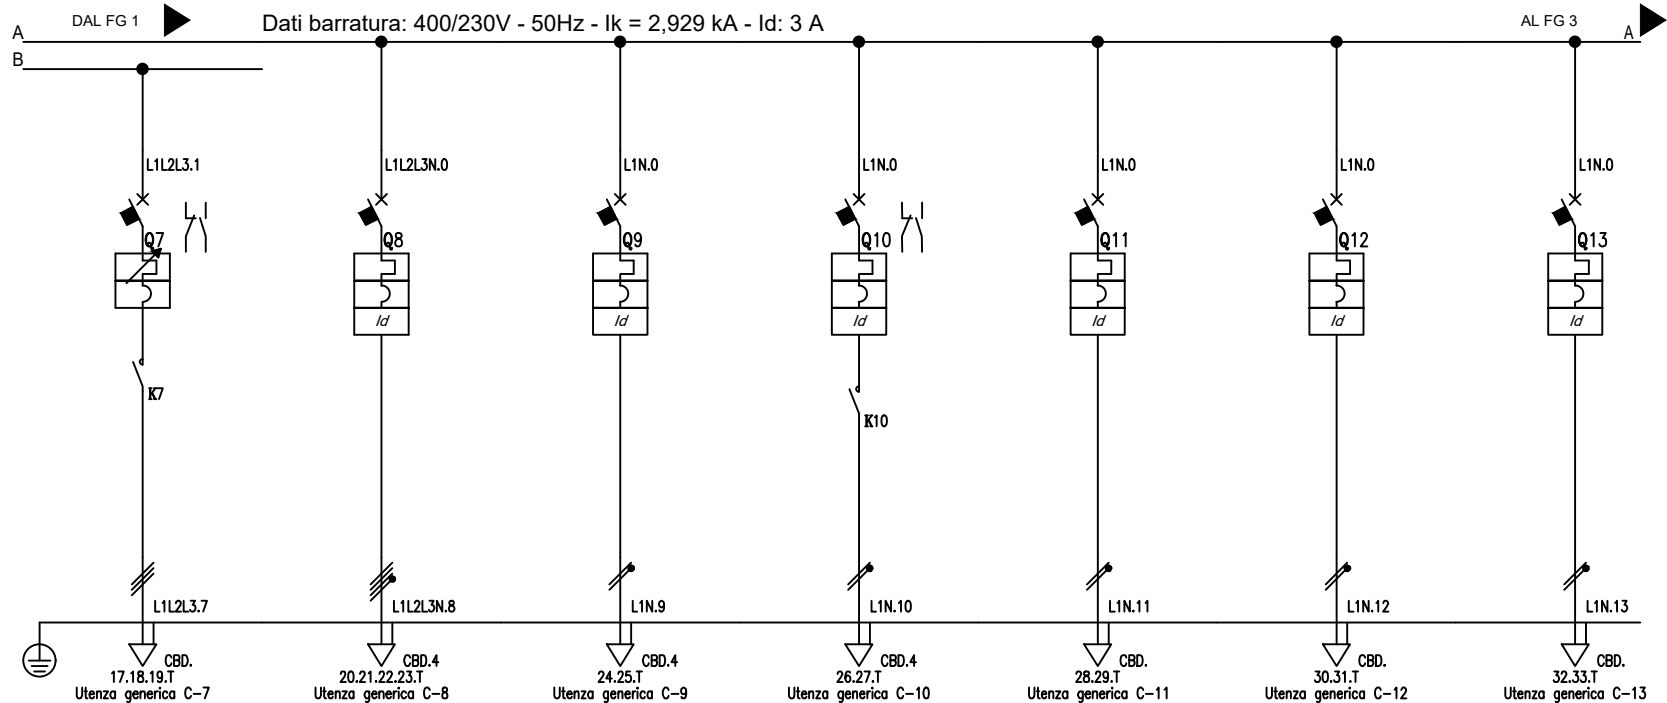 DAL FG 1
Dati barratura: 400/230V - 50Hz - Ik = 2,929 kA - Id: 3 A
AL FG 3
A
A
B
L1L2L3.1
L1L2L3N.0
L1N.0
L1N.0
L1N.0
L1N.0
L1N.0
Q7
Q8
Q9
Q10
Q11
Q12
Q13
Id
Id
Id
Id
Id
Id
K7
K10
L1L2L3.7
L1L2L3N.8
L1N.9
L1N.10
L1N.11
L1N.12
L1N.13
CBD.
CBD.4
CBD.4
CBD.4
CBD.
CBD.
CBD.
17.18.19.T
20.21.22.23.T
24.25.T
26.27.T
28.29.T
30.31.T
32.33.T
Utenza generica C-7
Utenza generica C-8
Utenza generica C-9
Utenza generica C-10
Utenza generica C-11
Utenza generica C-12
Utenza generica C-13